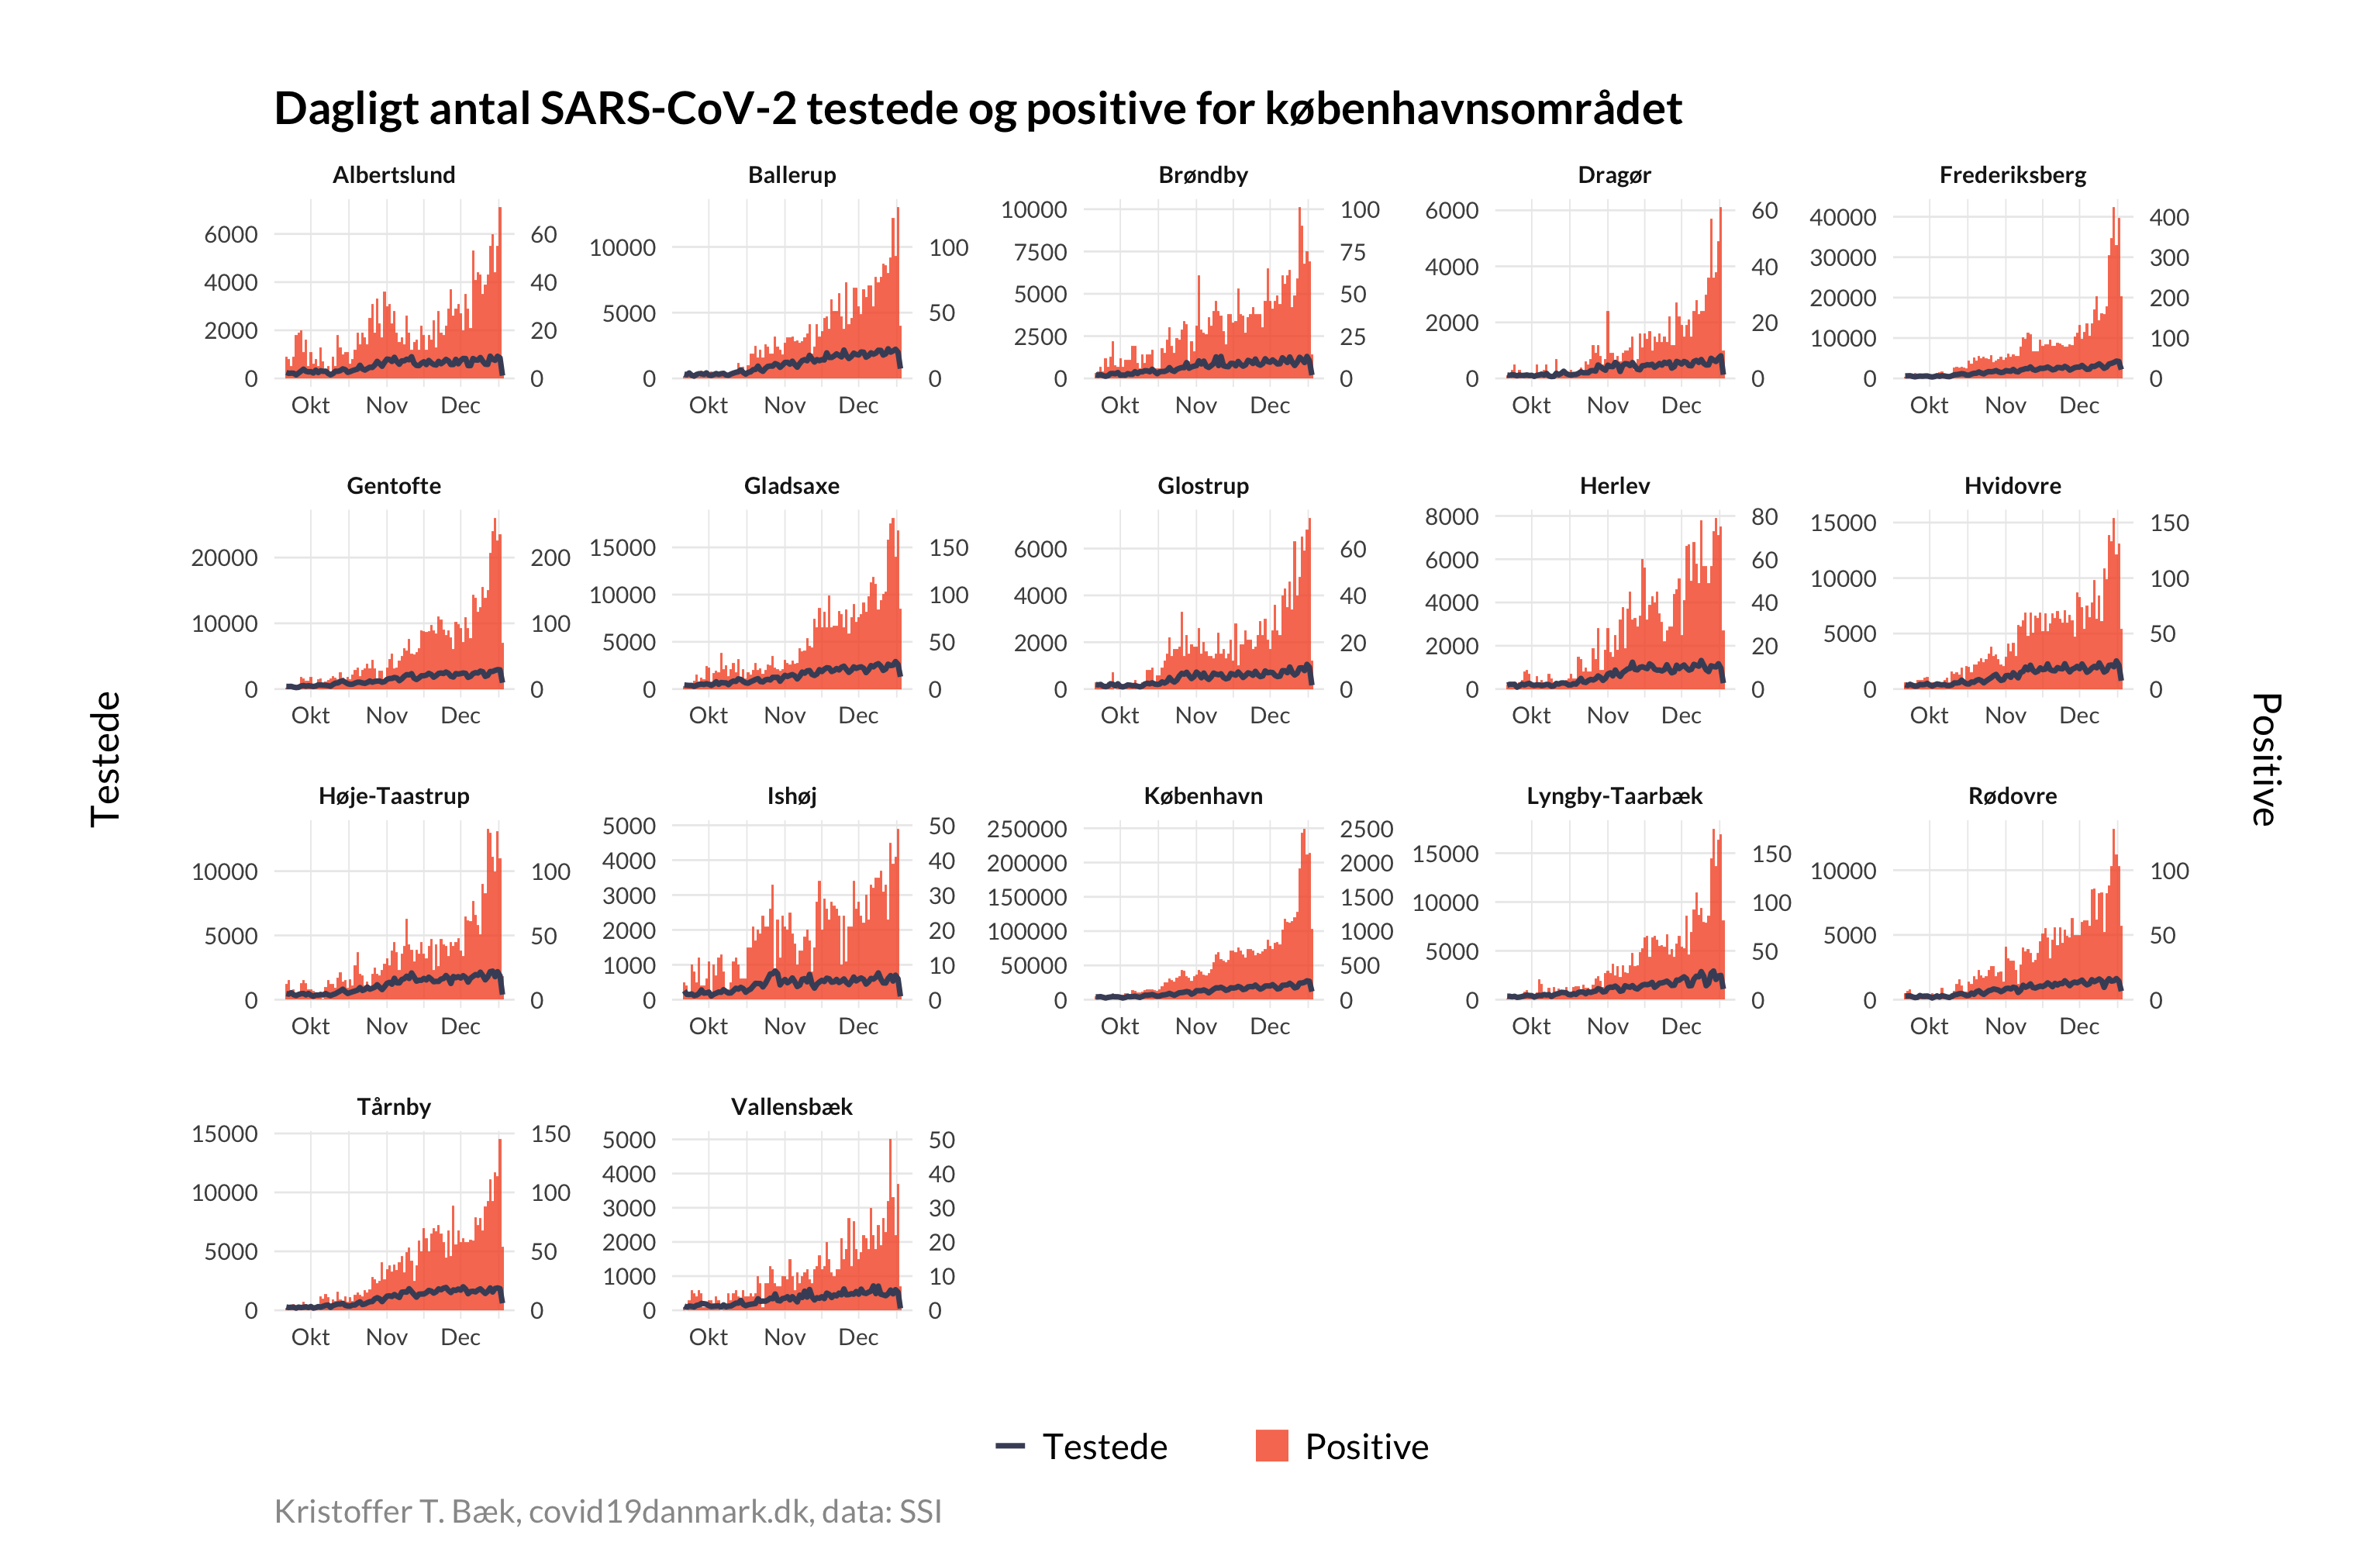 Dagligt antal SARS-CoV-2 testede og positive for københavnsområdet
Albertslund Ballerup Brøndby Dragør Frederiksberg
6000 4000 2000 0 60 40 20 0
10000 5000 0 100 50 0
10000 7500 5000 2500 0 100 75 50 25 0
6000 4000 2000 0 60 40 20 0
40000 30000 20000 10000 0 400 300 200 100 0
Okt Nov Dec Okt Nov Dec Okt Nov Dec Okt Nov Dec Okt Nov Dec
Gentofte Gladsaxe Glostrup Herlev Hvidovre
20000 10000 0 200 100 0
15000 10000 5000 0 150 100 50 0
6000 4000 2000 0 60 40 20 0
8000 6000 4000 2000 0 80 60 40 20 0
15000 10000 5000 0 150 100 50 0
Okt Nov Dec Okt Nov Dec Okt Nov Dec Okt Nov Dec Okt Nov Dec
Testede
Positive
Høje-Taastrup Ishøj København Lyngby-Taarbæk Rødovre
10000 5000 0 100 50 0
5000 4000 3000 2000 1000 0 50 40 30 20 10 0
250000 200000 150000 100000 50000 0 2500 2000 1500 1000 500 0
15000 10000 5000 0 150 100 50 0
10000 5000 0 100 50 0
Okt Nov Dec Okt Nov Dec Okt Nov Dec Okt Nov Dec Okt Nov Dec
Tårnby Vallensbæk
15000 10000 5000 0 150 100 50 0
5000 4000 3000 2000 1000 0 50 40 30 20 10 0
Okt Nov Dec Okt Nov Dec
Testede Positive
Kristoffer T. Bæk, covid19danmark.dk, data: SSI